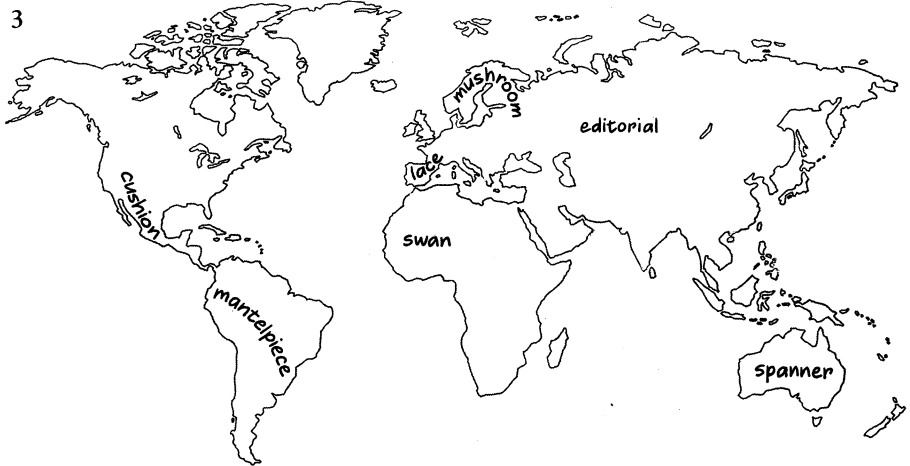 3
mushroom
editorial
lace
cushion
swan
mantelpiece
spanner